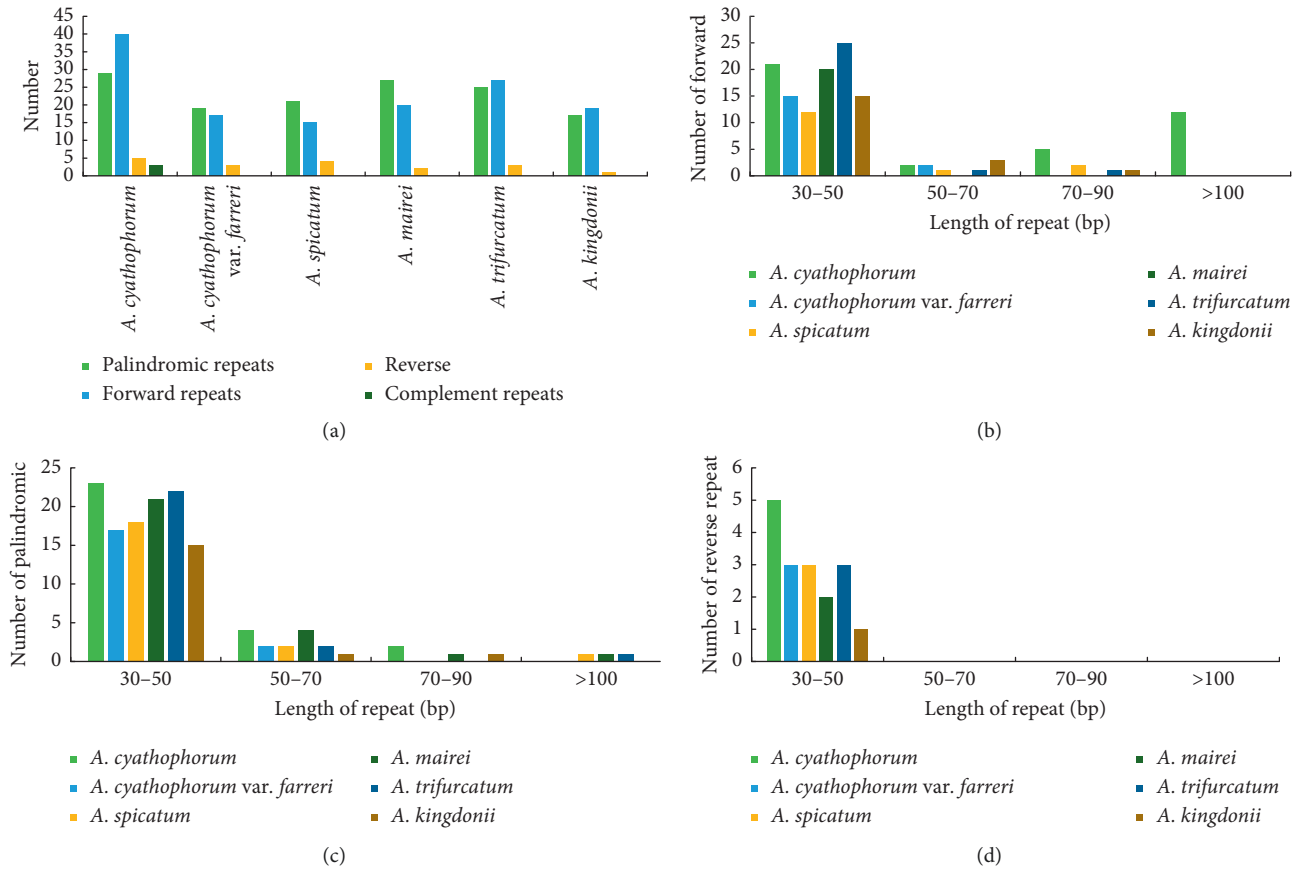 45
40
35
30
25
20
15
10
5
0
Number
A. cyathophorum
A. cyathophorum
var. farreri
A. spicatum
A. mairei
A. trifurcatum
A. kingdonii
Palindromic repeats
Reverse
Forward repeats
Complement repeats
(a)
30
25
20
15
10
5
0
Number of forward
30–50 50–70 70–90 >100
Length of repeat (bp)
A. cyathophorum
A. mairei
A. cyathophorum var. farreri
A. trifurcatum
A. spicatum
A. kingdonii
(b)
25
20
15
10
5
0
Number of palindromic
30–50 50–70 70–90 >100
Length of repeat (bp)
A. cyathophorum
A. mairei
A. cyathophorum var. farreri
A. trifurcatum
A. spicatum
A. kingdonii
(c)
6
5
4
3
2
1
0
Number of reverse repeat
30–50 50–70 70–90 >100
Length of repeat (bp)
A. cyathophorum
A. mairei
A. cyathophorum var. farreri
A. trifurcatum
A. spicatum
A. kingdonii
(d)